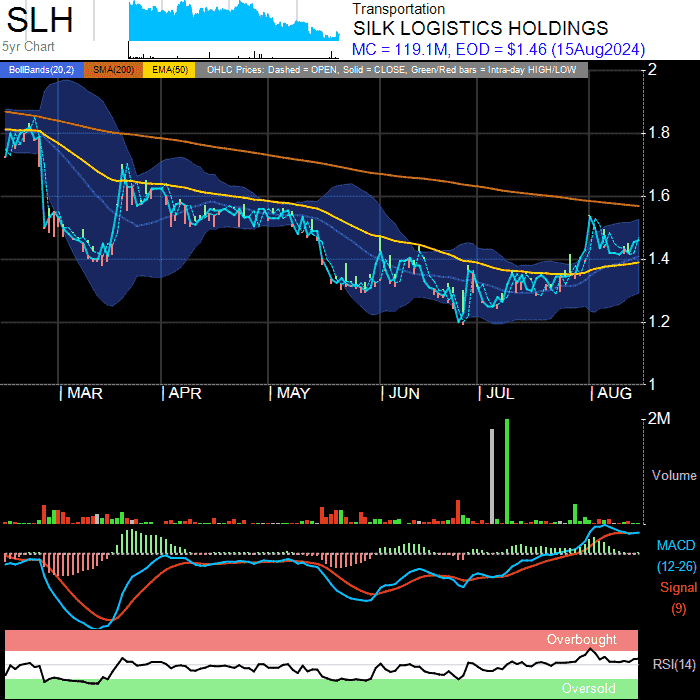 SLH
5yr Chart
Transportation
SILK LOGISTICS HOLDINGS
MC = 119.1M, EOD = $1.46 (15Aug2024)
BollBands(20,2) SMA(200) EMA(50) OHLC Prices: Dashed = OPEN, Solid = CLOSE, Green/Red bars = Intra-day HIGH/LOW
2
1.8
1.6
1.4
1.2
1
MAR APR MAY JUN JUL AUG
2M
Volume
MACD
(12-26)
Signal
(9)
Overbought
RSI(14)
Oversold